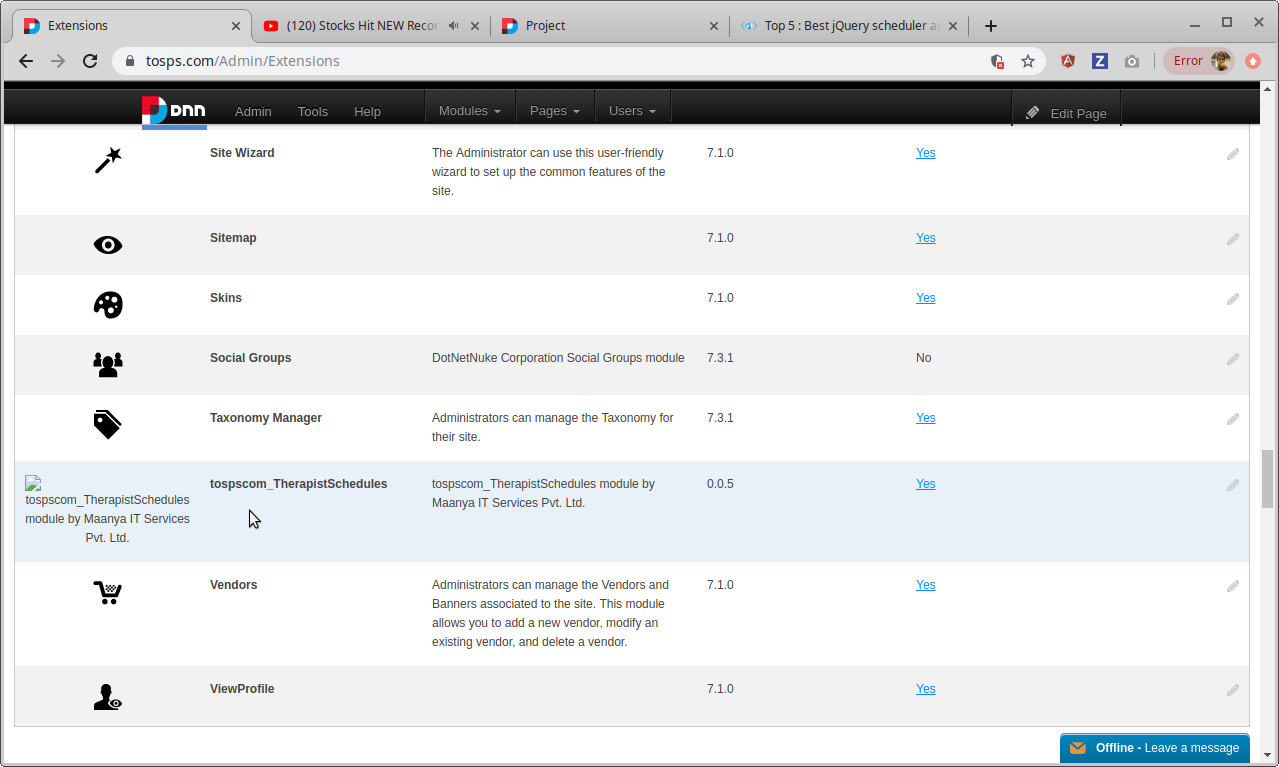 Extensions
(120) Stocks Hit NEW Recor
Project
Top 5 : Best jQuery scheduler a
tosps.com/Admin/Extensions
Z
Error
DNN
Admin
Tools
Help
Modules
Pages
Users
Edit Page
Site Wizard
The Administrator can use this user-friendly
wizard to set up the common features of the
site.
7.1.0
Yes
Sitemap
7.1.0
Yes
Skins
7.1.0
Yes
Social Groups
DotNetNuke Corporation Social Groups module
7.3.1
No
Taxonomy Manager
Administrators can manage the Taxonomy for
their site.
7.3.1
Yes
tospscom_TherapistSchedules
module by Maanya IT Services
Pvt. Ltd.
tospscom_TherapistSchedules
tospscom_TherapistSchedules module by
Maanya IT Services Pvt. Ltd.
0.0.5
Yes
Vendors
Administrators can manage the Vendors and
Banners associated to the site. This module
allows you to add a new vendor, modify an
existing vendor, and delete a vendor.
7.1.0
Yes
ViewProfile
7.1.0
Yes
Offline - Leave a message